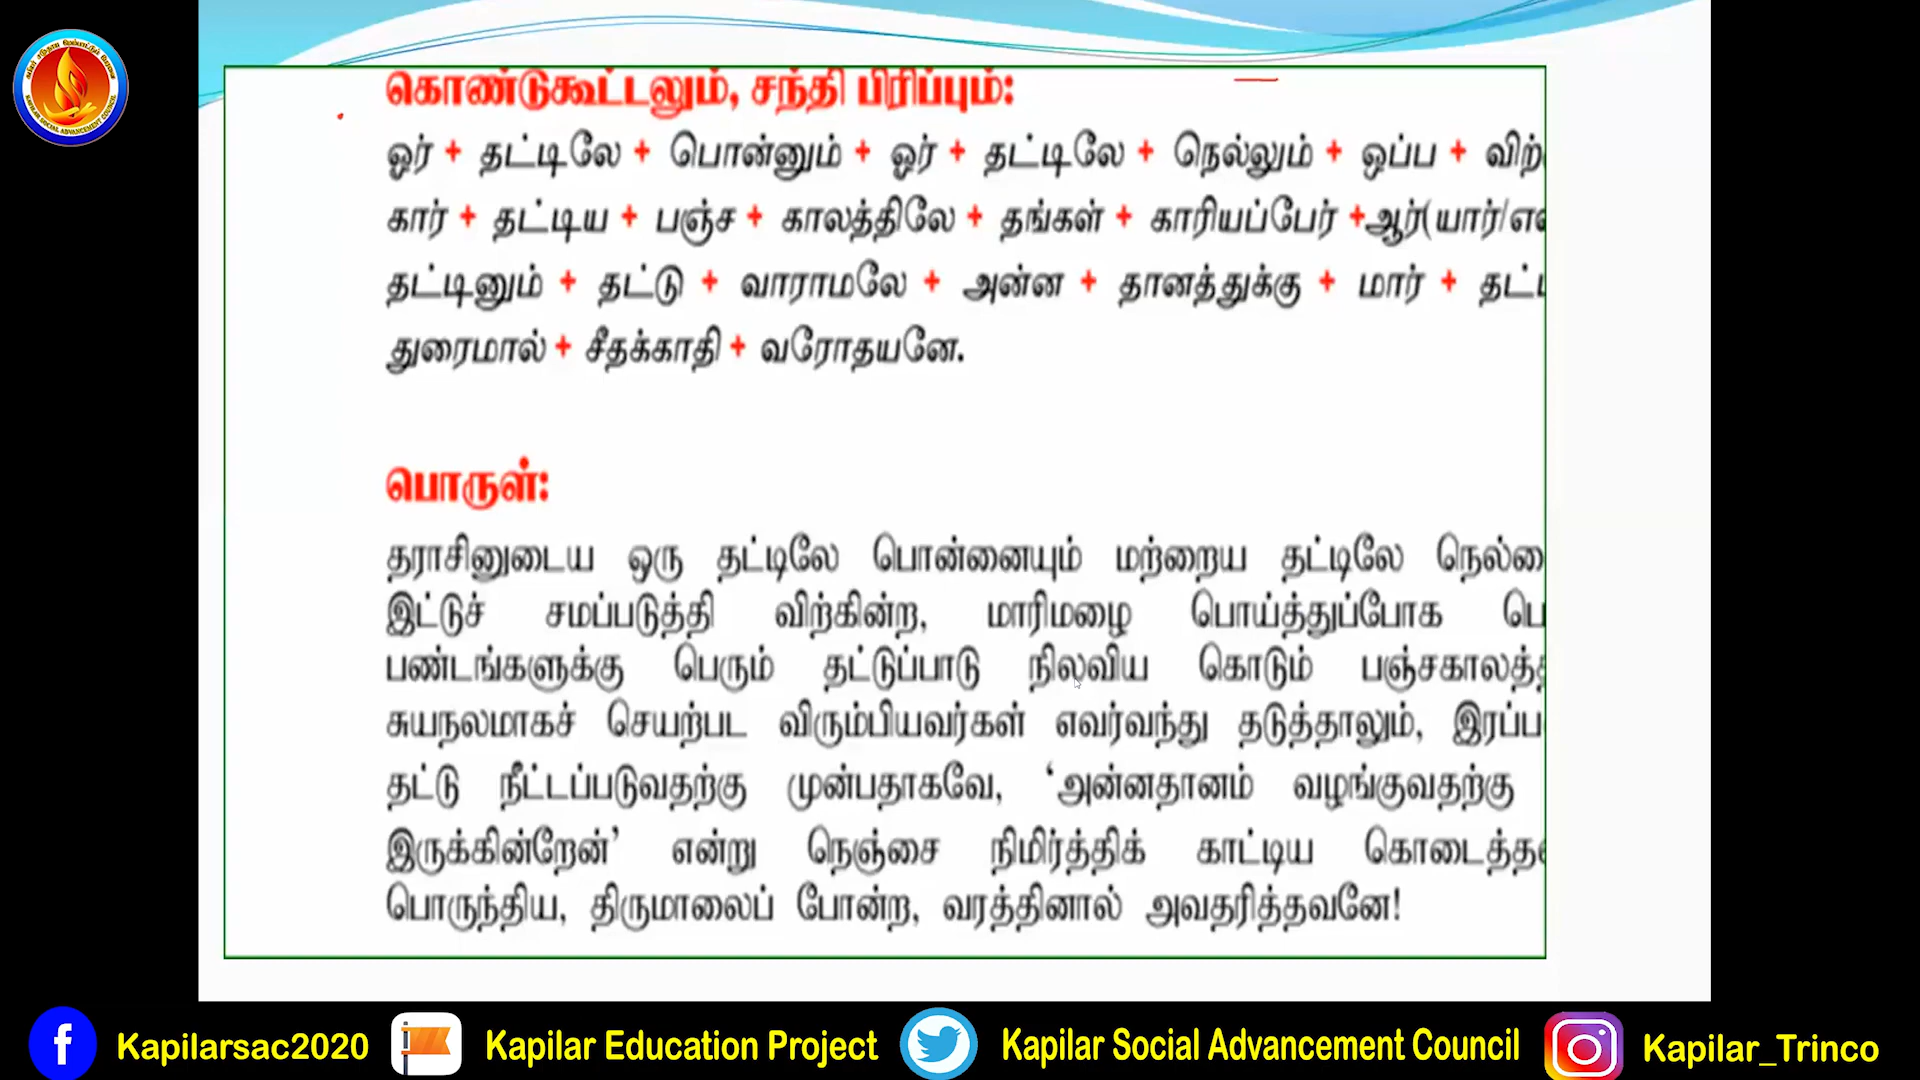 கொண்டுகூட்டலும், சந்தி பிரிப்பும்:
ஓர் + தட்டிலே + பொன்னும் + ஓர் + தட்டிலே + நெல்லும் + ஒப்ப +
கார் + தட்டிய + பஞ்ச + காலத்திலே + தங்கள் + காரியப்பேர் +ஆர்(யார்/
தட்டினும் + தட்டு + வாராமலே + அன்ன + தானத்துக்கு + மார் +
துரைமால் + சீதக்காதி + வரோதயனே.
பொருள்:
தராசினுடைய ஒரு தட்டிலே பொன்னையும் மற்றைய தட்டிலே
இட்டுச் சமப்படுத்தி விற்கின்ற, மாரிமழை பொய்த்துப்போக
பண்டங்களுக்கு பெரும் தட்டுப்பாடு நிலவிய கொடும்
சுயநலமாகச் செயற்பட விரும்பியவர்கள் எவர்வந்து தடுத்தாலும்,
தட்டு நீட்டப்படுவதற்கு முன்பதாகவே, ‘அன்னதானம் வழங்குவதற்கு
இருக்கின்றேன்’ என்று நெஞ்சை நிமிர்த்திக் காட்டிய
பொருந்திய, திருமாலைப் போன்ற, வரத்தினால் அவதரித்தவனே!
Kapilarsac2020 Kapilar Education Project Kapilar Social Advancement Council Kapilar_Trinco